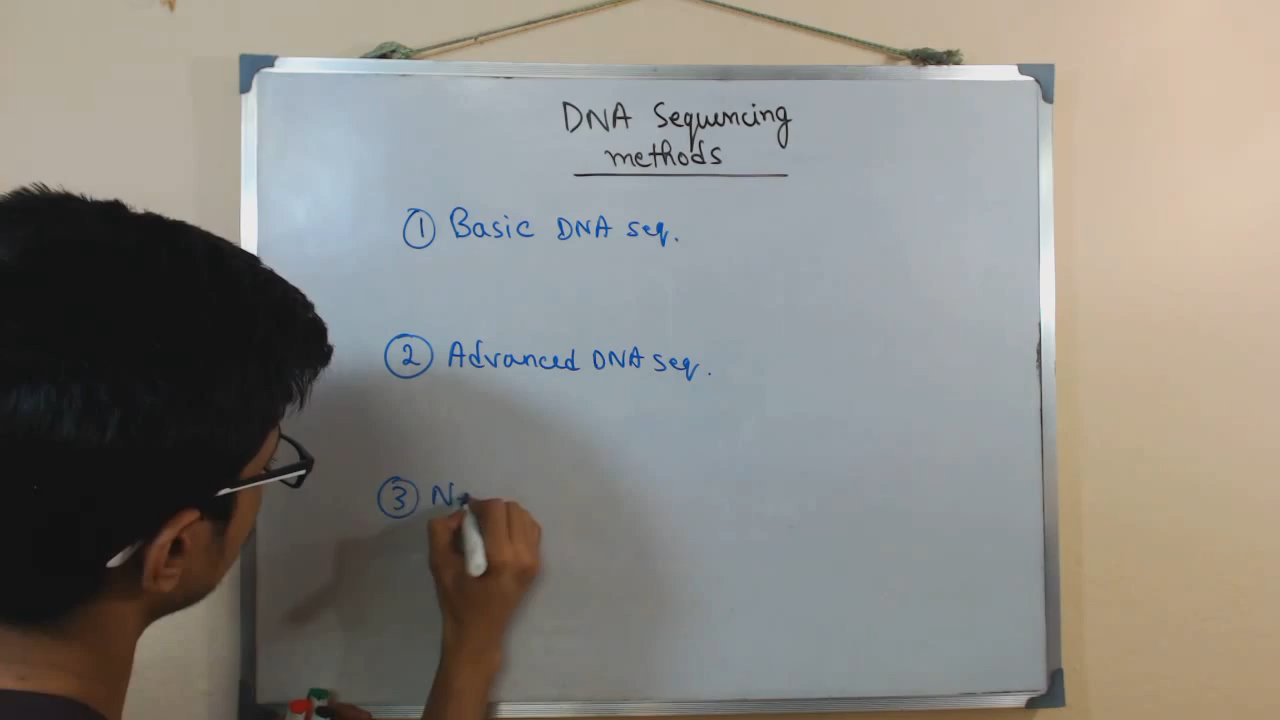 DNA Sequencing
methods
① Basic DNA seq.
② Advanced DNA seq.
③ N